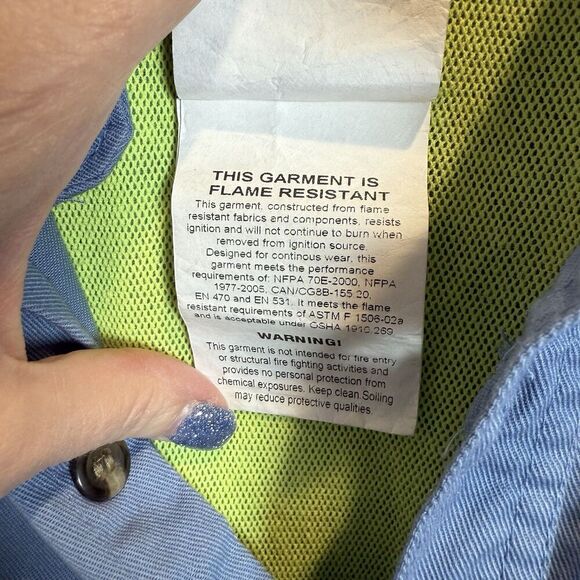 THIS GARMENT IS
FLAME RESISTANT
This garment, constructed from flame
resistant fabrics and components, resists
ignition and will not continue to burn when
removed from ignition source.
Designed for continous wear, this
garment meets the performance
requirements of: NFPA 70E-2000, NFPA
1977-2005, CAN/CG8B-155 20,
EN 470 and EN 531. It meets the flame
resistant requirements of ASTM F 1506-02a
and is acceptable under OSHA 1910.269
WARNING!
This garment is not intended for fire entry
or structural fire fighting activities and
provides no personal protection from
chemical exposures. Keep clean.Soiling
may reduce protective qualities.